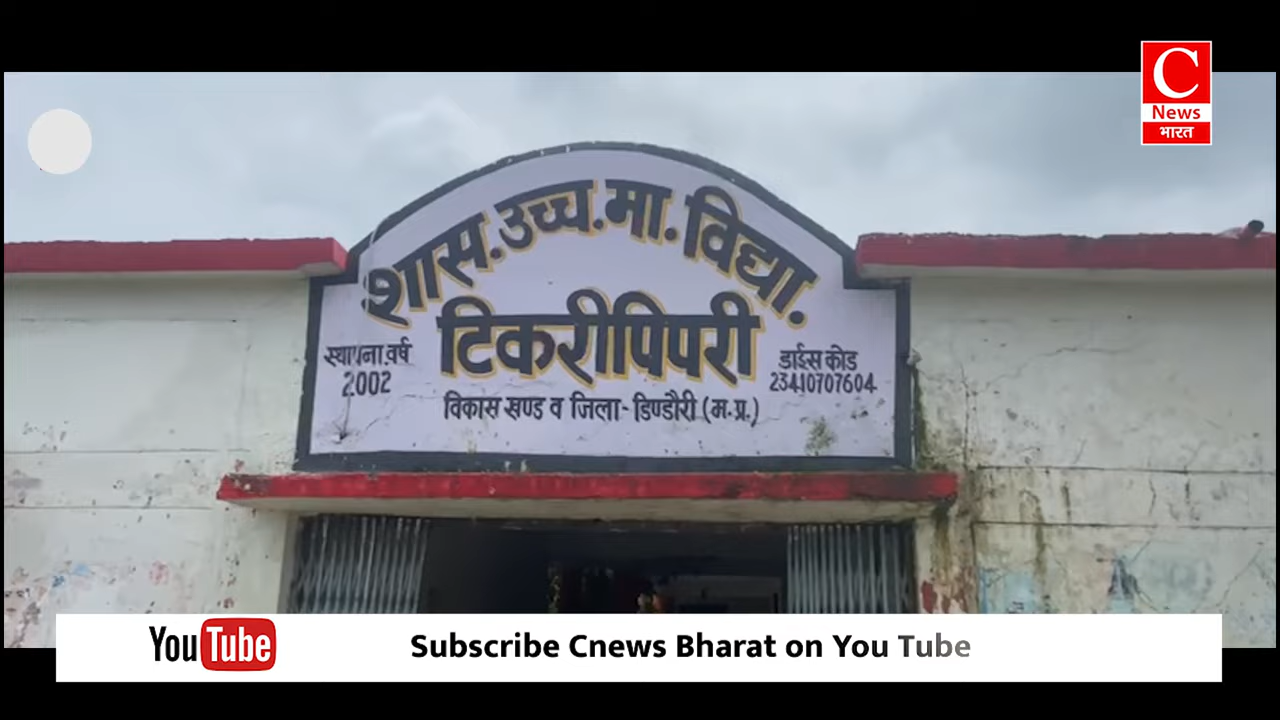 C
News
भारत
शास. उच्च. मा. विद्या.
टिकरीपिपरी
स्थापना वर्ष
2002
डाईस कोड
23410707604
विकास खण्ड व जिला - डिण्डौरी (म.प्र.)
YouTube
Subscribe Cnews Bharat on You Tube